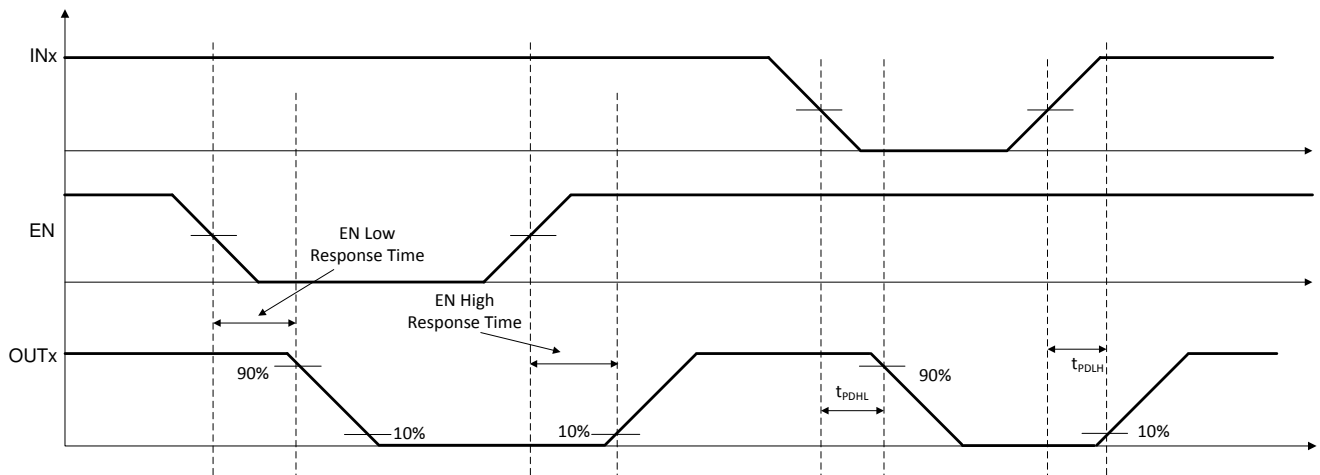 INx
EN
EN Low
Response Time
EN High
Response Time
OUTx
90%
10%
10%
tPDHL
90%
tPDLH
10%